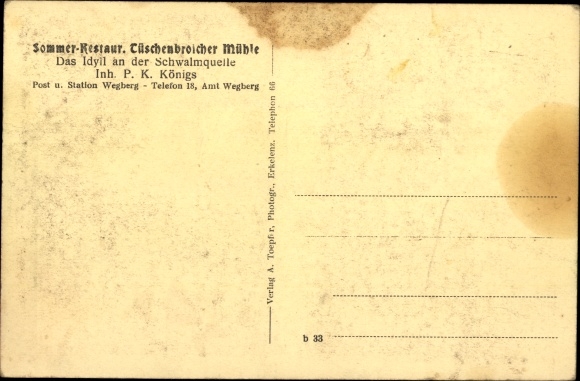 Sommer-Restaur. Tüschenbroicher Mühle
Das Idyll an der Schwalmquelle
Inh. P. K. Königs
Post u. Station Wegberg - Telefon 18, Amt Wegberg
Verlag A. Toepfer, Photogr., Erkelenz. Telephon 66
b 33